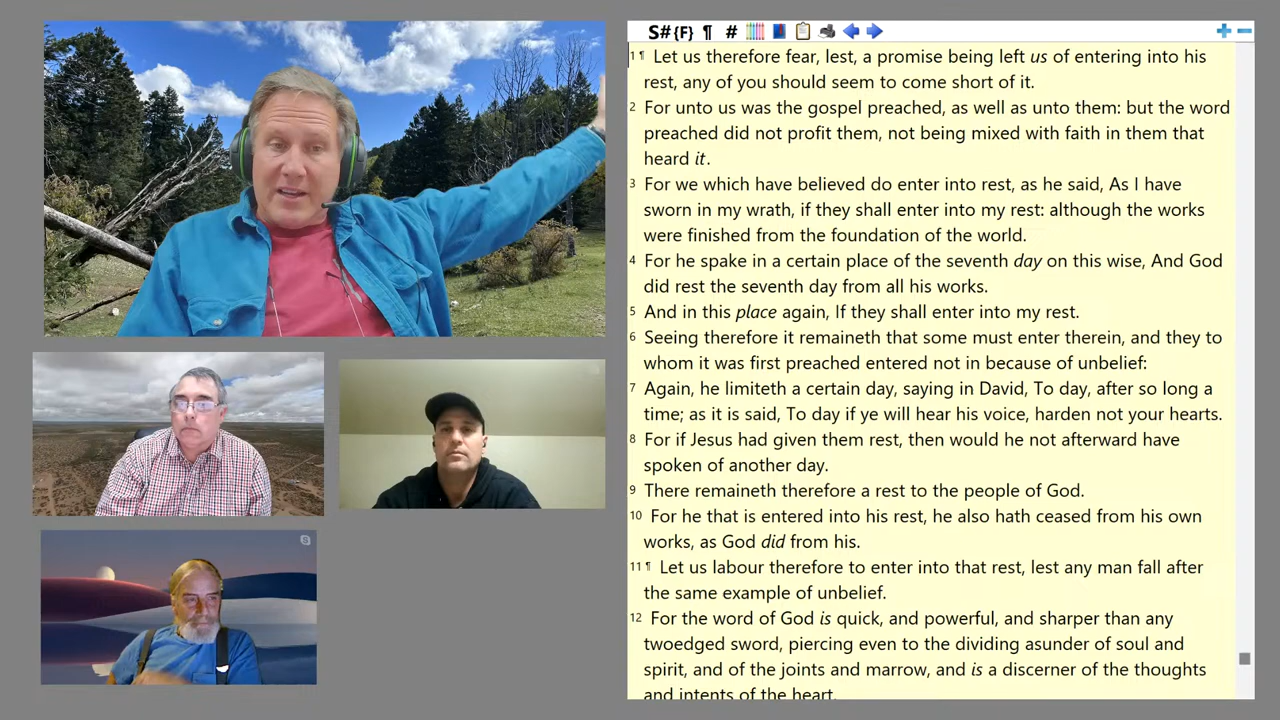 S#{F} ¶ #
1 ¶ Let us therefore fear, lest, a promise being left us of entering into his
rest, any of you should seem to come short of it.
2 For unto us was the gospel preached, as well as unto them: but the word
preached did not profit them, not being mixed with faith in them that
heard it.
3 For we which have believed do enter into rest, as he said, As I have
sworn in my wrath, if they shall enter into my rest: although the works
were finished from the foundation of the world.
4 For he spake in a certain place of the seventh day on this wise, And God
did rest the seventh day from all his works.
5 And in this place again, If they shall enter into my rest.
6 Seeing therefore it remaineth that some must enter therein, and they to
whom it was first preached entered not in because of unbelief:
7 Again, he limiteth a certain day, saying in David, To day, after so long a
time; as it is said, To day if ye will hear his voice, harden not your hearts.
8 For if Jesus had given them rest, then would he not afterward have
spoken of another day.
9 There remaineth therefore a rest to the people of God.
10 For he that is entered into his rest, he also hath ceased from his own
works, as God did from his.
11 ¶ Let us labour therefore to enter into that rest, lest any man fall after
the same example of unbelief.
12 For the word of God is quick, and powerful, and sharper than any
twoedged sword, piercing even to the dividing asunder of soul and
spirit, and of the joints and marrow, and is a discerner of the thoughts
and intents of the heart.